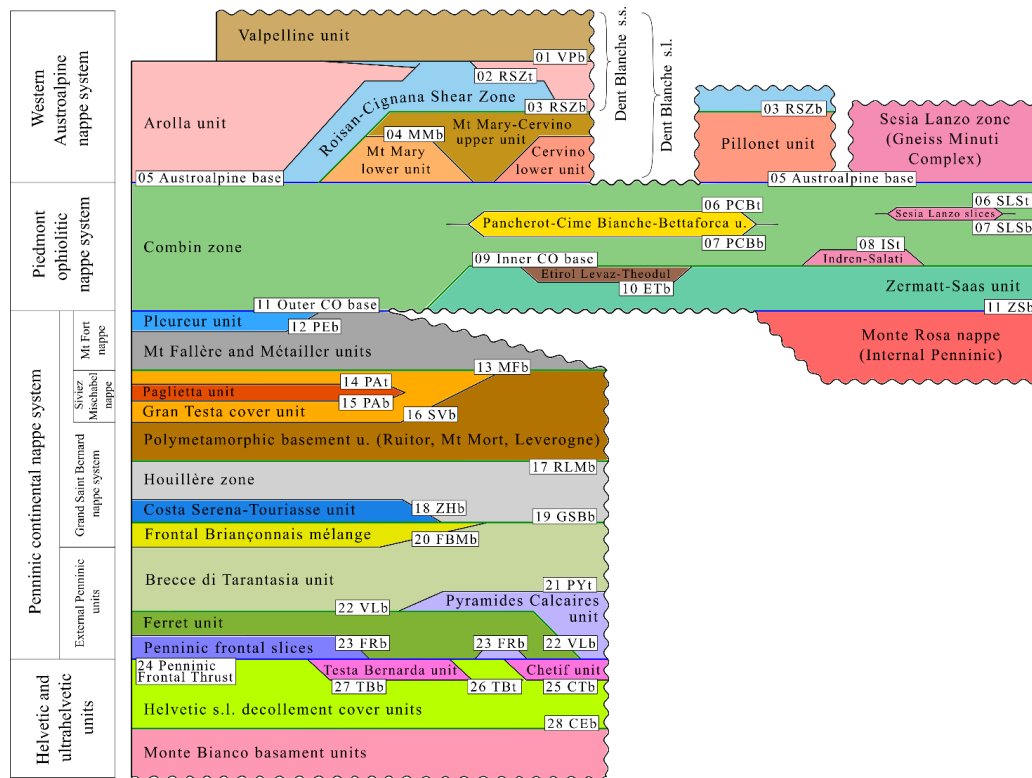 Western
Austroalpine
nappe system
Piedmont
ophiolitic
nappe system
Penninic continental nappe system
Mt Fort
nappe
Siviez
Mischabel
nappe
Grand Saint Bernard
nappe system
External Penninic
units
Helvetic and
ultrahelvetic
units
Valpelline unit
01 VPb
02 RSZt
Roisan-Cignana Shear Zone
03 RSZb
Arolla unit
04 MMb
Mt Mary-Cervino
upper unit
Mt Mary
lower unit
Cervino
lower unit
Dent Blanche s.s.
Dent Blanche s.l.
03 RSZb
Pillonet unit
Sesia Lanzo zone
(Gneiss Minuti
Complex)
05 Austroalpine base
05 Austroalpine base
06 PCBt
Pancherot-Cime Bianche-Bettaforca u.
07 PCBb
06 SLSt
Sesia Lanzo slices
07 SLSb
Combin zone
08 ISt
Indren-Salati
09 Inner CO base
Etirol Levaz-Theodul
10 ETb
Zermatt-Saas unit
11 Outer CO base
11 ZSb
Pleureur unit
12 PEb
Monte Rosa nappe
(Internal Penninic)
Mt Fallère and Métailler units
13 MFb
14 PAt
Paglietta unit
15 PAb
Gran Testa cover unit
16 SVb
Polymetamorphic basement u. (Ruitor, Mt Mort, Leverogne)
17 RLMb
Houillère zone
Costa Serena-Touriasse unit
18 ZHb
19 GSBb
Frontal Briançonnais mélange
20 FBMb
Brecce di Tarantasia unit
21 PYt
Pyramides Calcaires
unit
22 VLb
Ferret unit
23 FRb
23 FRb
22 VLb
Penninic frontal slices
24 Penninic
Frontal Thrust
Testa Bernarda unit
Chetif unit
27 TBb
26 TBt
25 CTb
Helvetic s.l. decollement cover units
28 CEb
Monte Bianco basament units